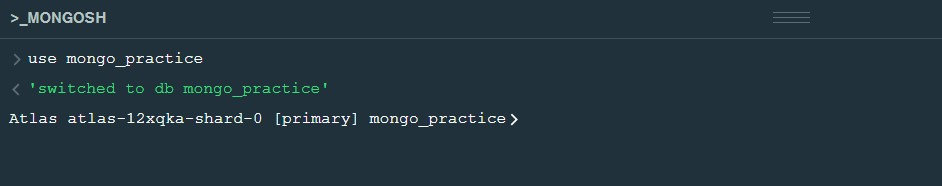 >_MONGOSH
> use mongo_practice
< 'switched to db mongo_practice'
Atlas atlas-12xqka-shard-0 [primary] mongo_practice>